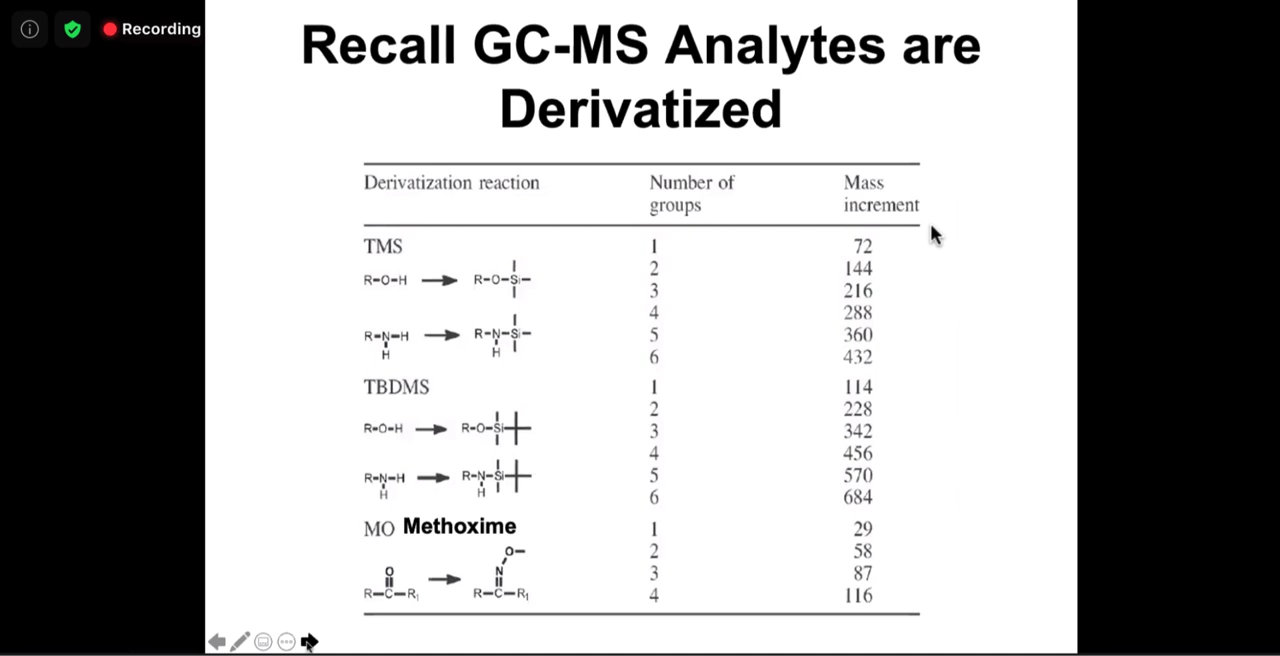 Recording
Recall GC-MS Analytes are
Derivatized
Derivatization reaction Number of groups Mass increment
TMS 1 72
2 144
R-O-H R-O-Si-
3 216
4 288
R-N-H R-N-Si- 5 360
H H
6 432
TBDMS 1 114
2 228
R-O-H R-O-Si 3 342
4 456
R-N-H R-N-Si 5 570
H H
6 684
MO Methoxime 1 29
O- 2 58
O N 3 87
R-C-R1 R-C-R1 4 116